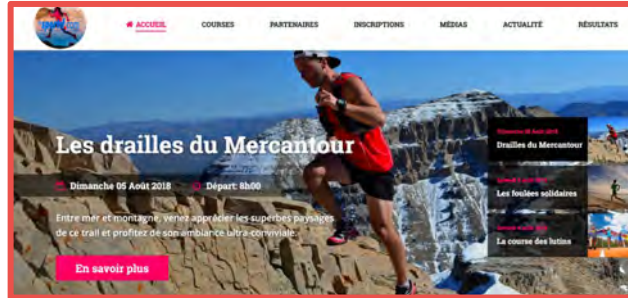 ACCUEIL
COURSES
PARTENAIRES
INSCRIPTIONS
MÉDIAS
ACTUALITÉ
RÉSULTATS
Les drailles du Mercantour
Dimanche 05 Août 2018 Départ: 8h00
Entre mer et montagne, venez apprécier les superbes paysages
de ce trail et profitez de son ambiance ultra-conviviale.
En savoir plus
Drailles du Mercantour
Les foulées solidaires
La course des lutins